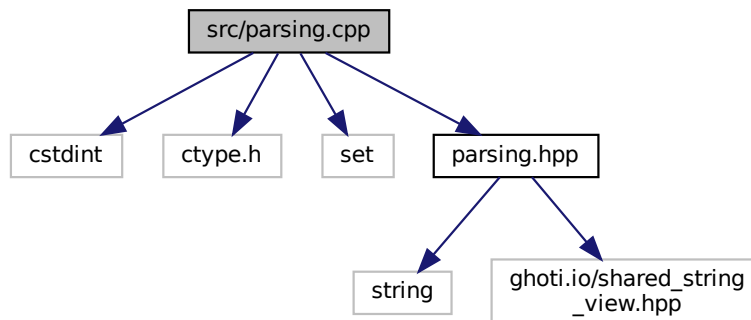 src/parsing.cpp
cstdint
ctype.h
set
parsing.hpp
string
ghoti.io/shared_string
_view.hpp